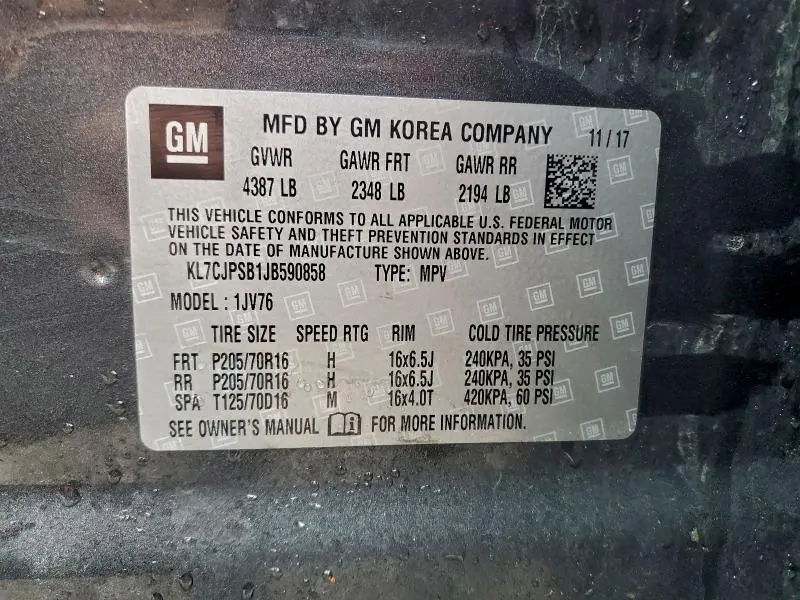 GM MFD BY GM KOREA COMPANY 11 / 17
GVWR GAWR FRT GAWR RR
4387 LB 2348 LB 2194 LB
THIS VEHICLE CONFORMS TO ALL APPLICABLE U.S. FEDERAL MOTOR
VEHICLE SAFETY AND THEFT PREVENTION STANDARDS IN EFFECT
ON THE DATE OF MANUFACTURE SHOWN ABOVE.
KL7CJPSB1JB590858 TYPE: MPV
MODEL : 1JV76
TIRE SIZE SPEED RTG RIM COLD TIRE PRESSURE
FRT P205/70R16 H 16x6.5J 240KPA, 35 PSI
RR P205/70R16 H 16x6.5J 240KPA, 35 PSI
SPA T125/70D16 M 16x4.0T 420KPA, 60 PSI
SEE OWNER'S MANUAL FOR MORE INFORMATION.